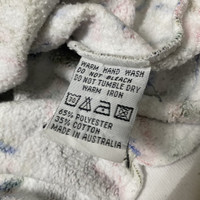 WARM HAND WASH
DO NOT BLEACH
DO NOT TUMBLE DRY
WARM IRON
65% POLYESTER
35% COTTON
MADE IN AUSTRALIA